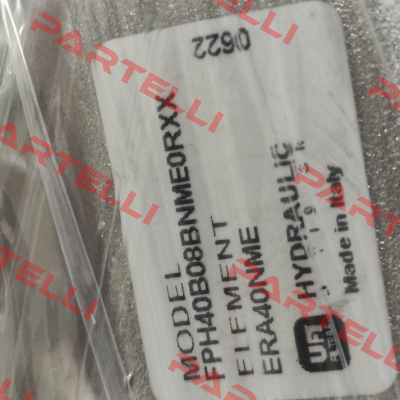 0622
MODEL
FPH40B08BNME0RXX
ELEMENT
ERA40NME
HYDRAULIC
Made in Italy
UFI
PARTELLI
PARTELLI
PARTELLI
PARTELLI
PARTELLI